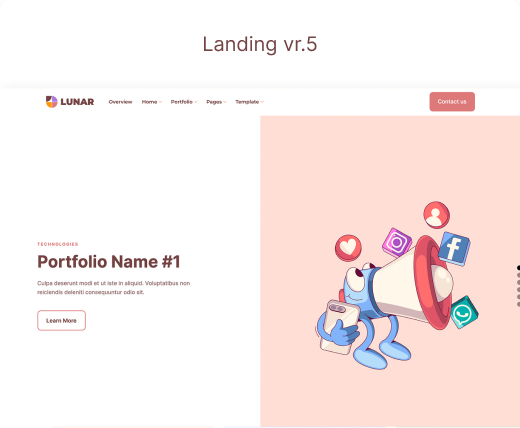 Landing vr.5
LUNAR
Overview
Home
Portfolio
Pages
Template
Contact us
TECHNOLOGIES
Portfolio Name #1
Culpa deserunt modi et ut iste in aliquid. Voluptatibus non
reiciendis deleniti consequuntur odio sit.
Learn More